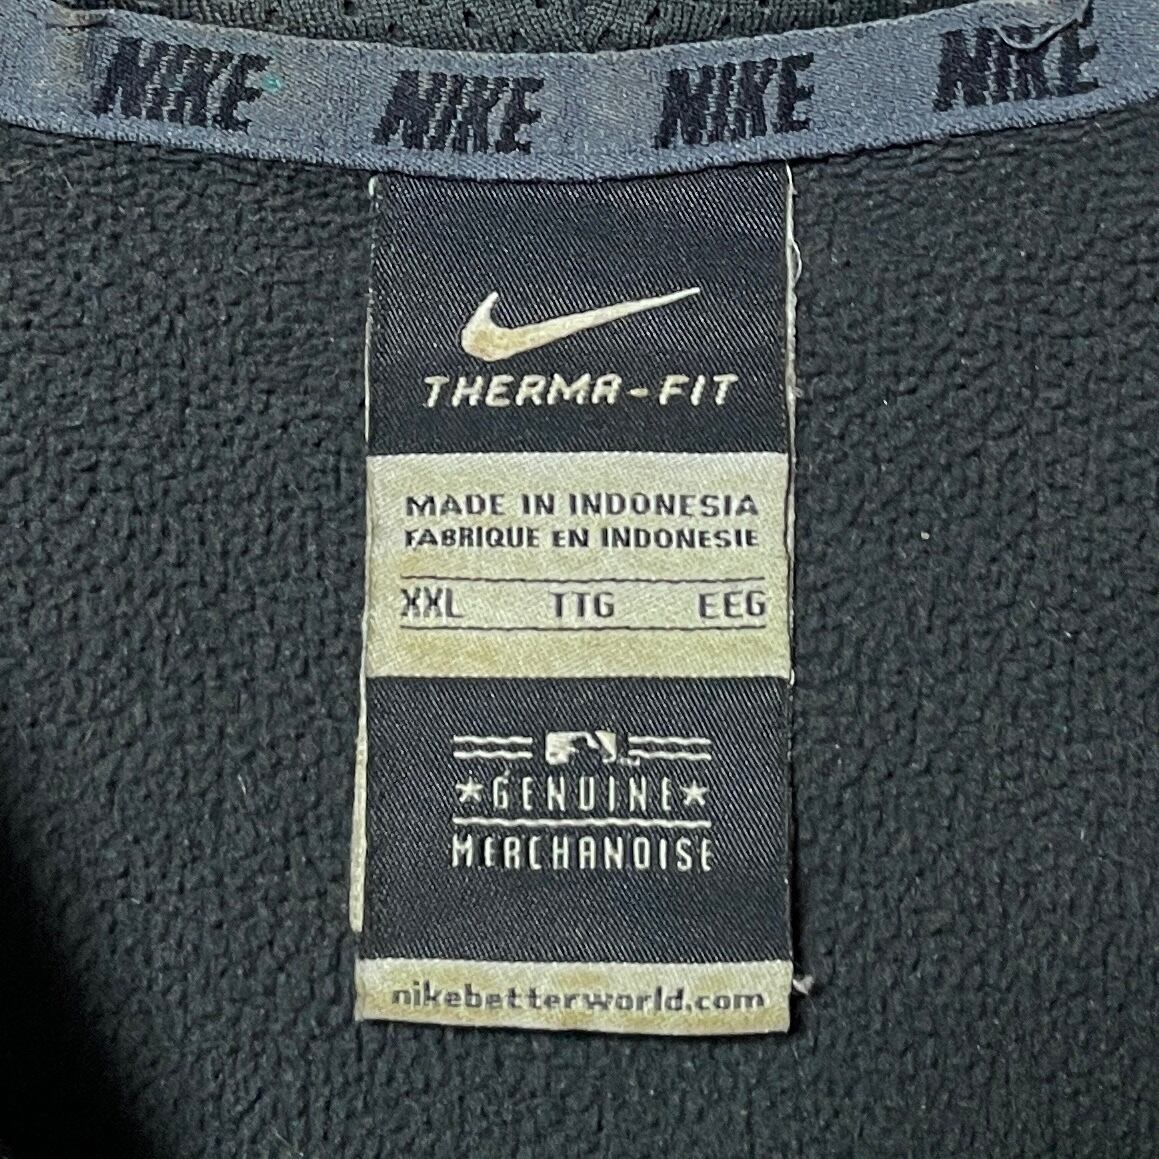 NIKE NIKE NIKE NIKE
THERMA-FIT
MADE IN INDONESIA
FABRIQUE EN INDONESIE
XXL TTG EEG
GENUINE
MERCHANDISE
nikebetterworld.com